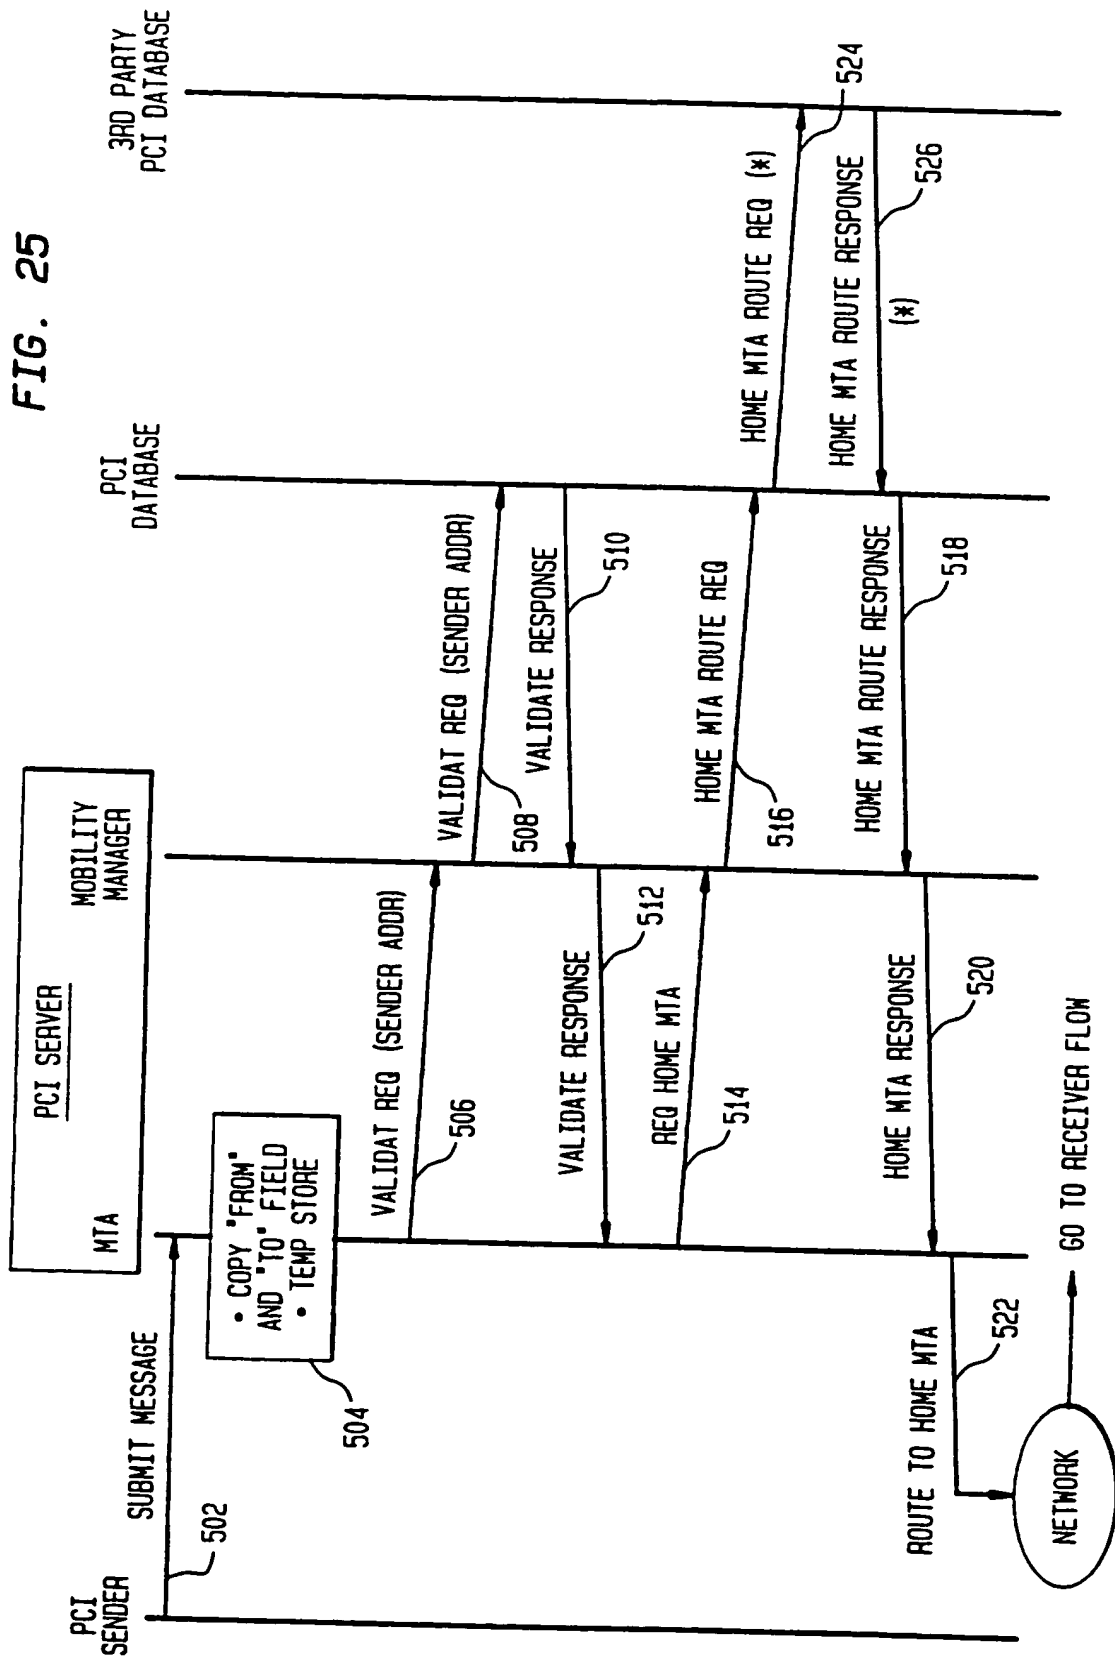 FIG. 25
PCI
SENDER
PCI SERVER
MTA
MOBILITY
MANAGER
PCI
DATABASE
3RD PARTY
PCI DATABASE
SUBMIT MESSAGE
502
• COPY "FROM"
AND "TO" FIELD
• TEMP STORE
504
VALIDAT REQ (SENDER ADDR)
506
VALIDAT REQ (SENDER ADDR)
508
VALIDATE RESPONSE
510
VALIDATE RESPONSE
512
REQ HOME MTA
514
HOME MTA ROUTE REQ
516
HOME MTA ROUTE REQ (*)
524
HOME MTA ROUTE RESPONSE
(*)
526
HOME MTA ROUTE RESPONSE
518
HOME MTA RESPONSE
520
ROUTE TO HOME MTA
522
NETWORK
GO TO RECEIVER FLOW